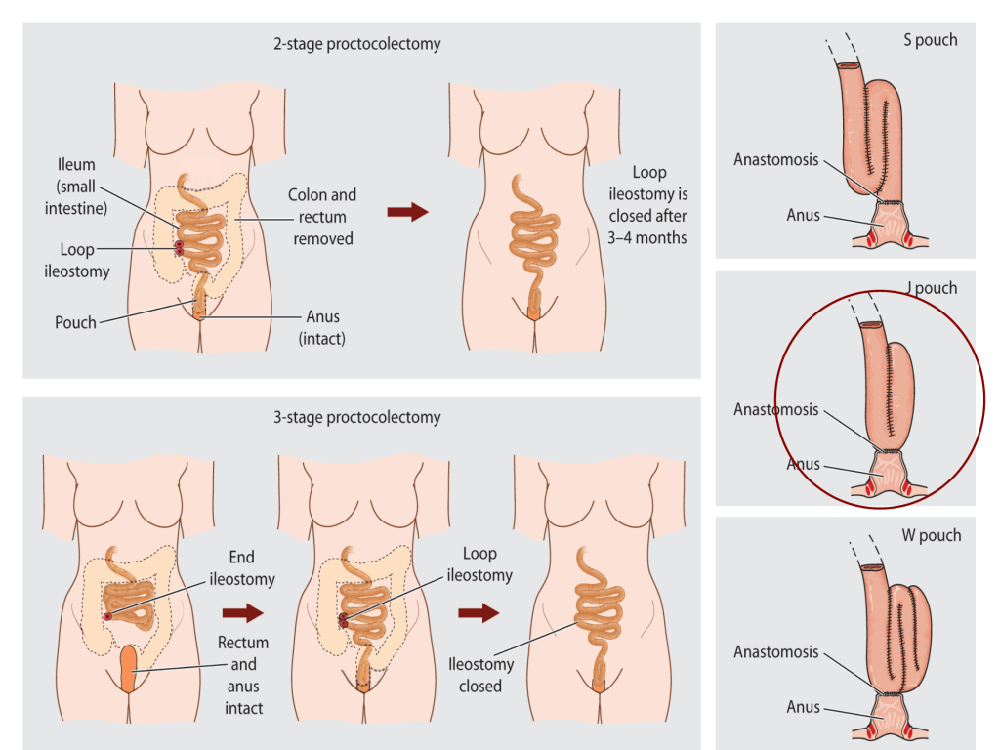 2-stage proctocolectomy
Ileum
(small
intestine)
Loop
ileostomy
Pouch
Colon and
rectum
removed
Anus
(intact)
Loop
ileostomy is
closed after
3–4 months
3-stage proctocolectomy
End
ileostomy
Rectum
and
anus
intact
Loop
ileostomy
Ileostomy
closed
S pouch
Anastomosis
Anus
J pouch
Anastomosis
Anus
W pouch
Anastomosis
Anus